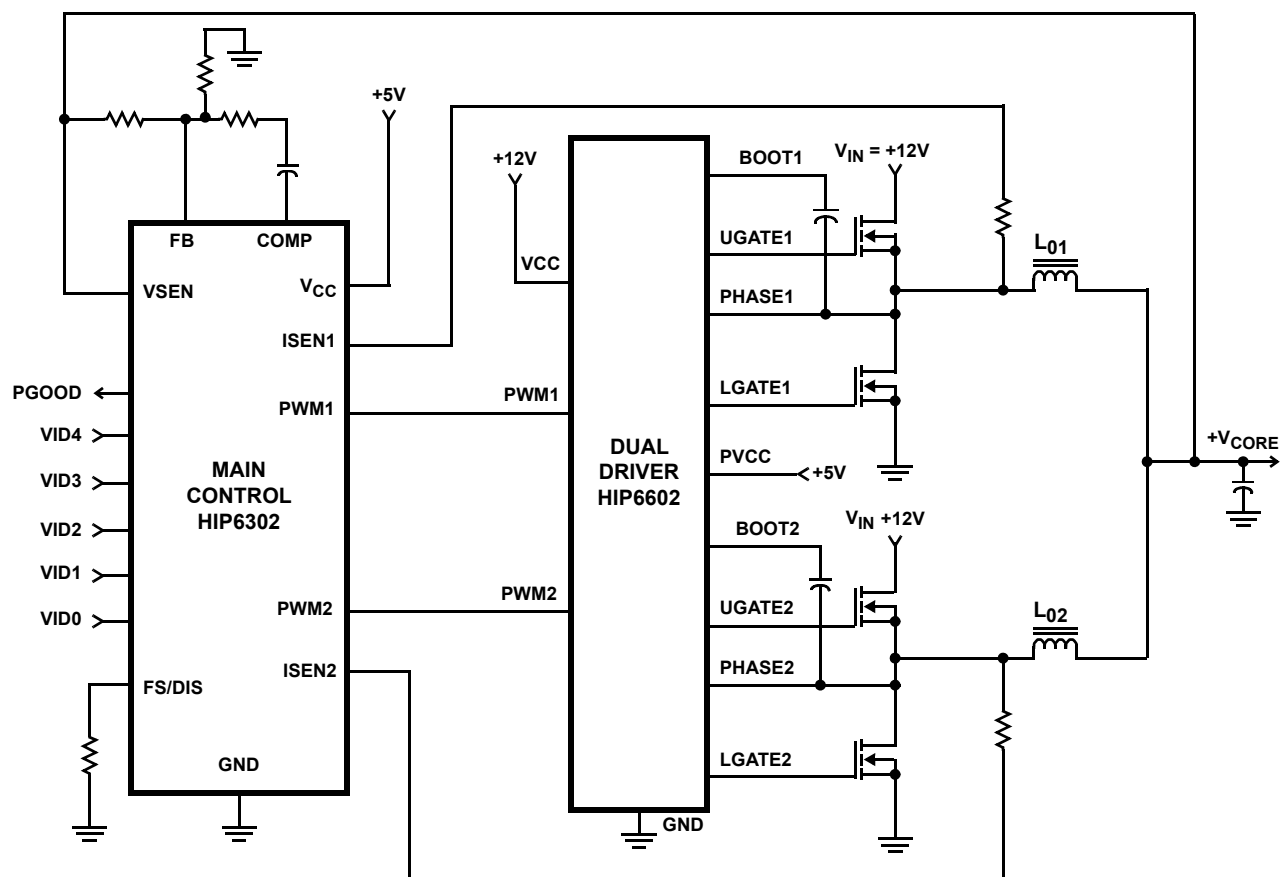 +5V
+12V
BOOT1
V_IN = +12V
FB
COMP
UGATE1
L_01
VCC
VSEN
V_CC
PHASE1
ISEN1
PGOOD
PWM1
PWM1
LGATE1
VID4
+V_CORE
MAIN
CONTROL
HIP6302
DUAL
DRIVER
HIP6602
PVCC
+5V
VID3
VID2
V_IN +12V
BOOT2
VID1
PWM2
PWM2
UGATE2
L_02
VID0
ISEN2
PHASE2
FS/DIS
LGATE2
GND
GND